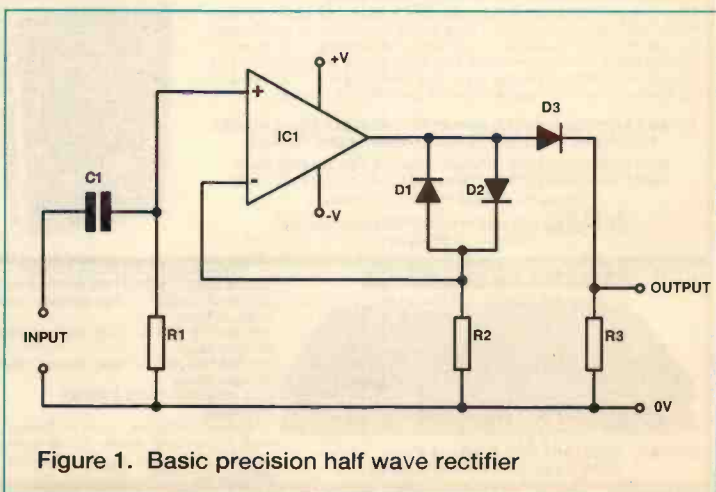 +V
D3
+
IC1
C1
D1
D2
-
-V
OUTPUT
INPUT
R1
R2
R3
0V
Figure 1. Basic precision half wave rectifier